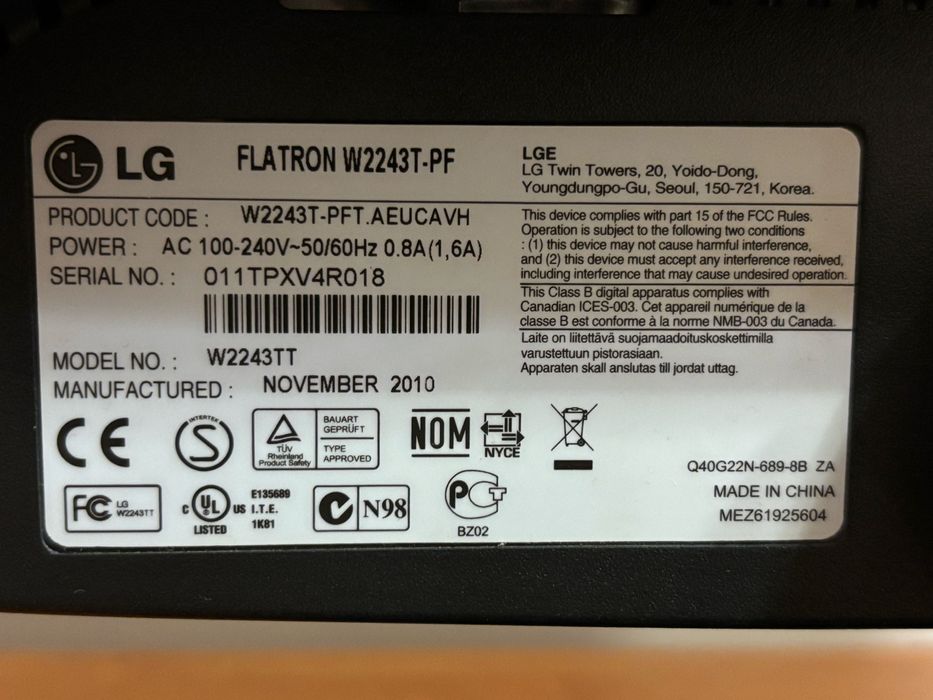 LG
FLATRON W2243T-PF
LGE
LG Twin Towers, 20, Yoido-Dong,
Youngdungpo-Gu, Seoul, 150-721, Korea.
PRODUCT CODE : W2243T-PFT.AEUCAVH
POWER : AC 100-240V~50/60Hz 0.8A(1,6A)
SERIAL NO. : 011TPXV4R018
This device complies with part 15 of the FCC Rules.
Operation is subject to the following two conditions
: (1) this device may not cause harmful interference,
and (2) this device must accept any interference received,
including interference that may cause undesired operation.
This Class B digital apparatus complies with
Canadian ICES-003. Cet appareil numérique de la
classe B est conforme à la norme NMB-003 du Canada.
Laite on liitettävä suojamaadoituskoskettimilla
varustettuun pistorasiaan.
Apparaten skall anslutas till jordat uttag.
MODEL NO. : W2243TT
MANUFACTURED : NOVEMBER 2010
CE
INTERTEK
S
TÜV
Rheinland
Product Safety
BAUART
GEPRÜFT
TYPE
APPROVED
NOM
NYCE
FC LG
W2243TT
C UL US
LISTED
E135689
I.T.E.
1K81
N98
PCT
BZ02
Q40G22N-689-8B ZA
MADE IN CHINA
MEZ61925604